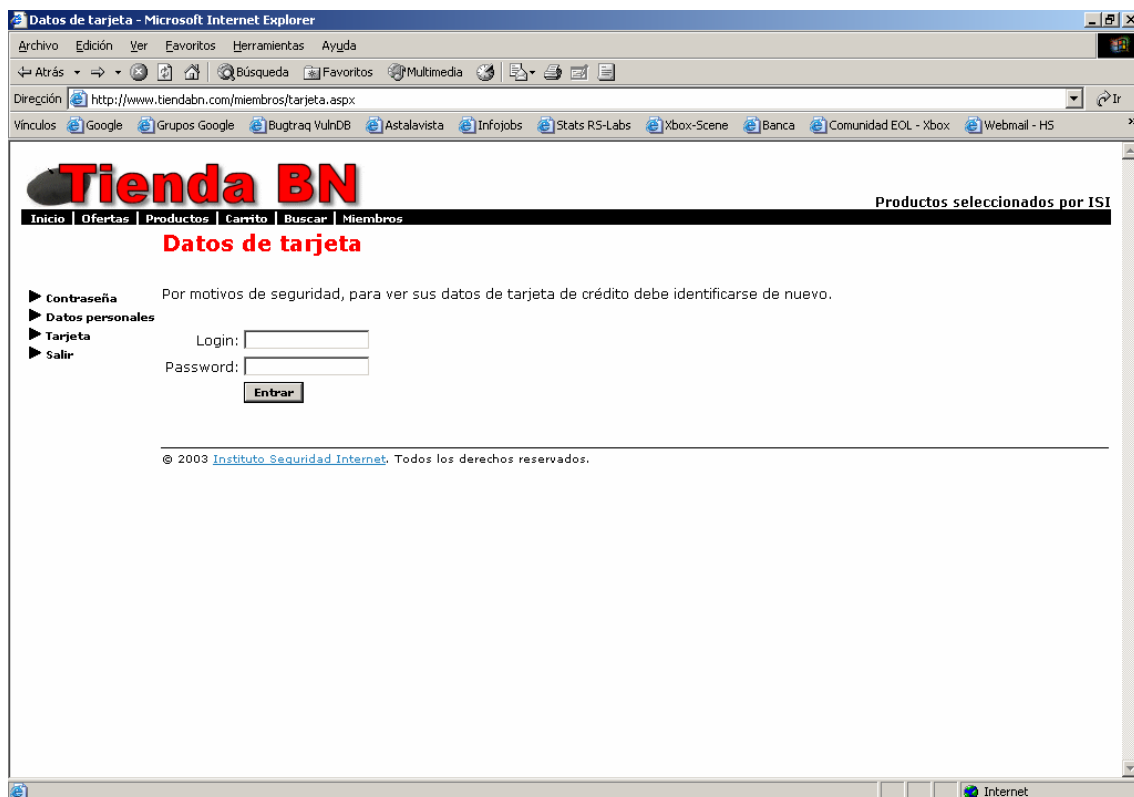 Datos de tarjeta - Microsoft Internet Explorer
Archivo Edición Ver Favoritos Herramientas Ayuda
Atrás Búsqueda Favoritos Multimedia
Dirección http://www.tiendabn.com/miembros/tarjeta.aspx Ir
Vínculos Google Grupos Google Bugtraq VulnDB Astalavista Infojobs Stats RS-Labs Xbox-Scene Banca Comunidad EOL - Xbox Webmail - HS »
Tienda BN
Productos seleccionados por ISI
Inicio | Ofertas | Productos | Carrito | Buscar | Miembros
Datos de tarjeta
Contraseña
Datos personales
Tarjeta
Salir
Por motivos de seguridad, para ver sus datos de tarjeta de crédito debe identificarse de nuevo.
Login:
Password:
Entrar
© 2003 Instituto Seguridad Internet. Todos los derechos reservados.
Internet